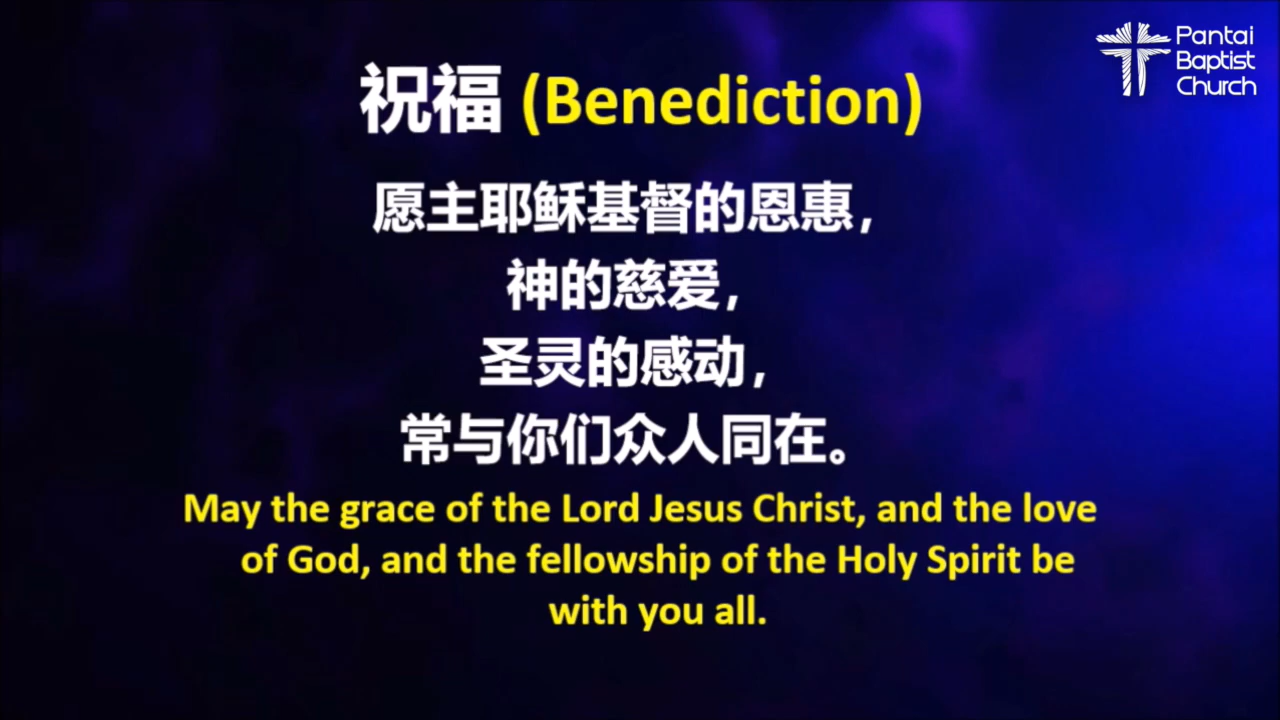 Pantai
Baptist
Church
祝福 (Benediction)
愿主耶稣基督的恩惠，
神的慈爱，
圣灵的感动，
常与你们众人同在。
May the grace of the Lord Jesus Christ, and the love
of God, and the fellowship of the Holy Spirit be
with you all.